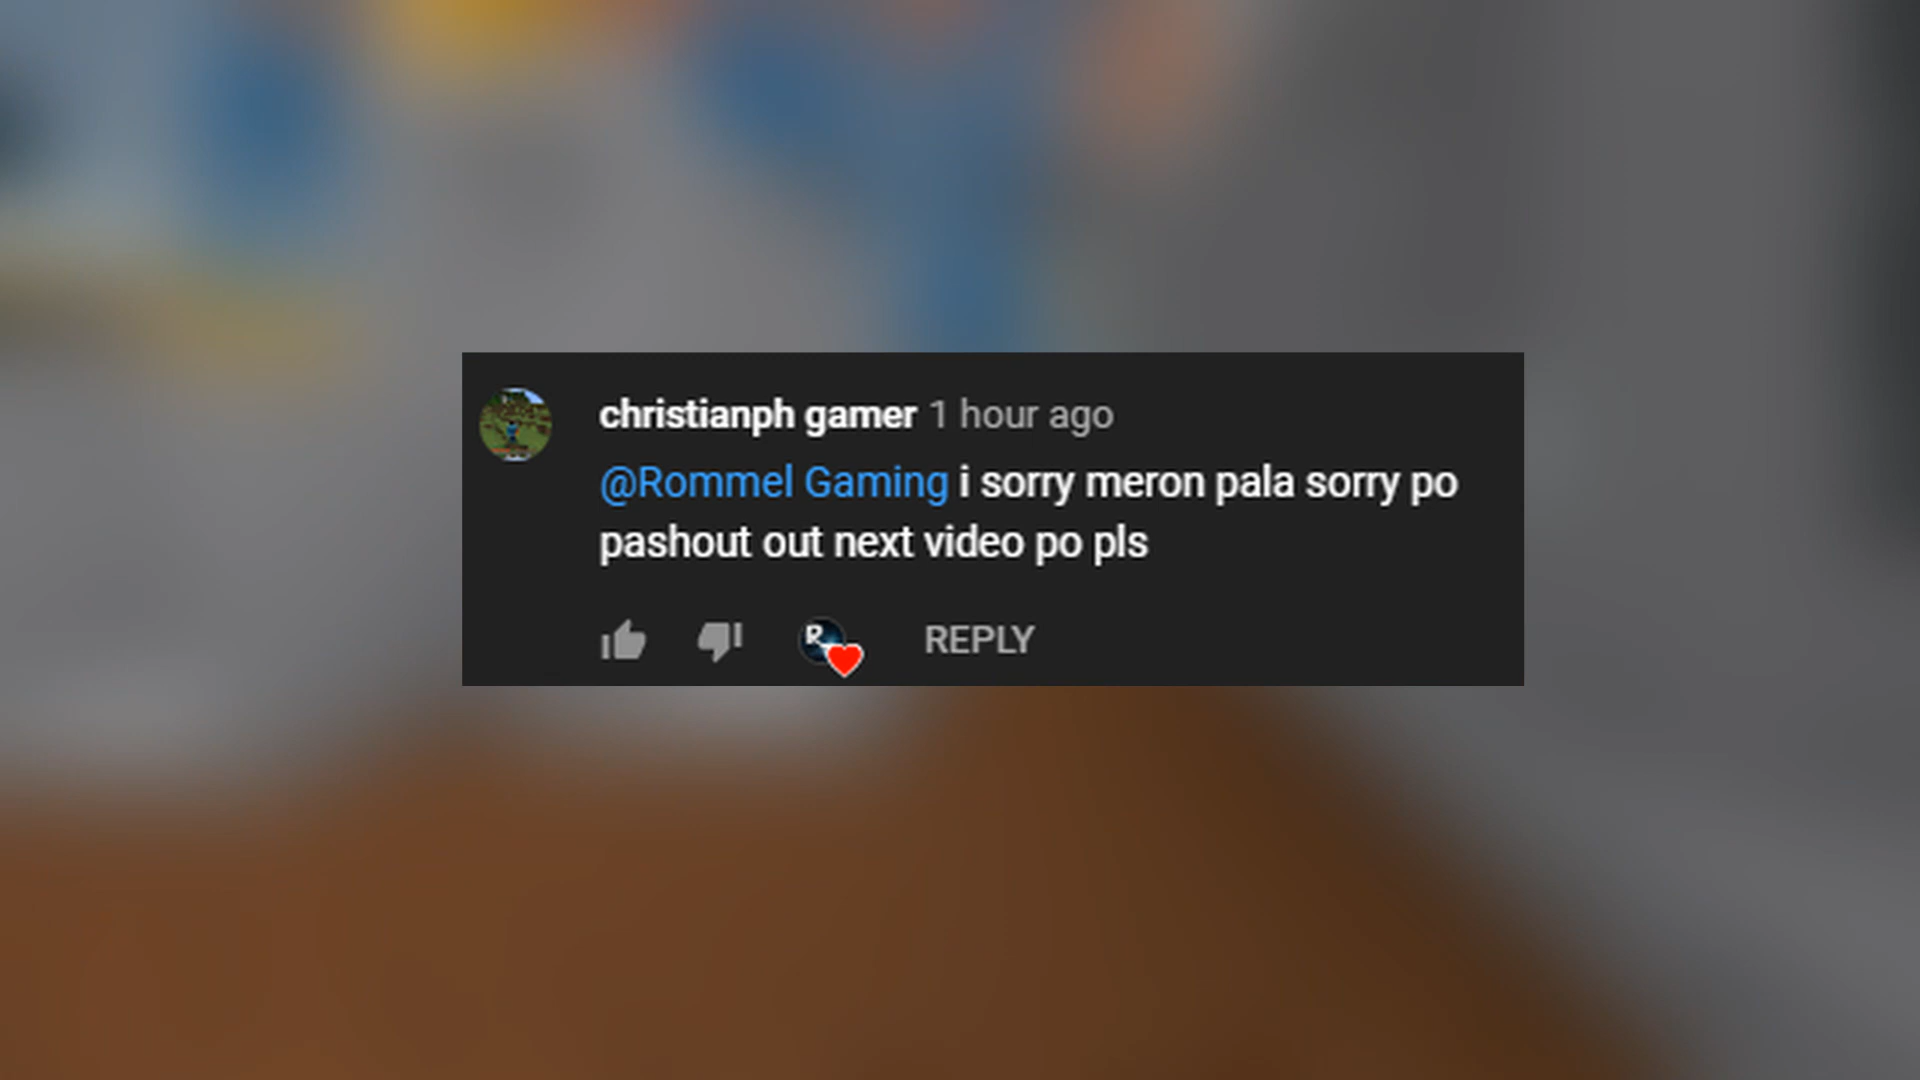 christianph gamer 1 hour ago
@Rommel Gaming i sorry meron pala sorry po
pashout out next video po pls
R
REPLY